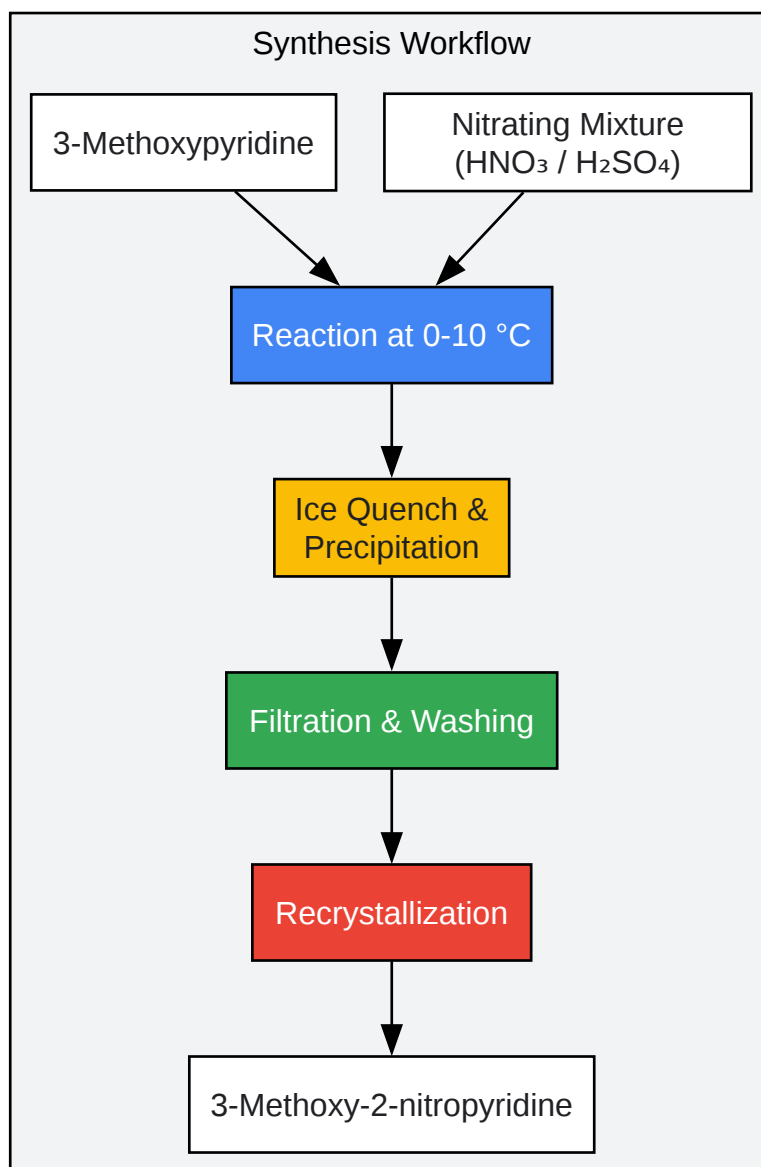 Synthesis Workflow
3-Methoxypyridine
Nitrating Mixture
(HNO₃ / H₂SO₄)
Reaction at 0-10 °C
Ice Quench &
Precipitation
Filtration & Washing
Recrystallization
3-Methoxy-2-nitropyridine